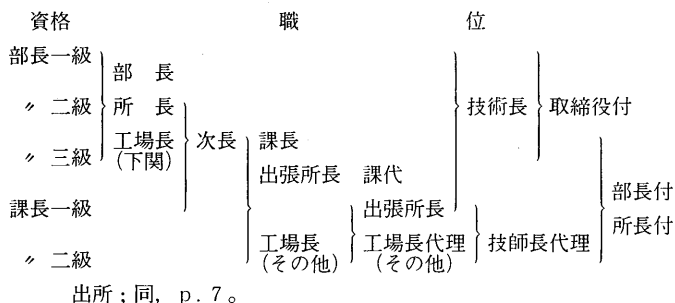 資格 職 位
部長一級
部 長
〃 二級 所 長 技術長 取締役付
工場長 次長 課長
〃 三級 (下関)
出張所長 課代 部長付
課長一級 出張所長 所長付
工場長 工場長代理 技師長代理
〃 二級 (その他) (その他)
出所；同，p．7。